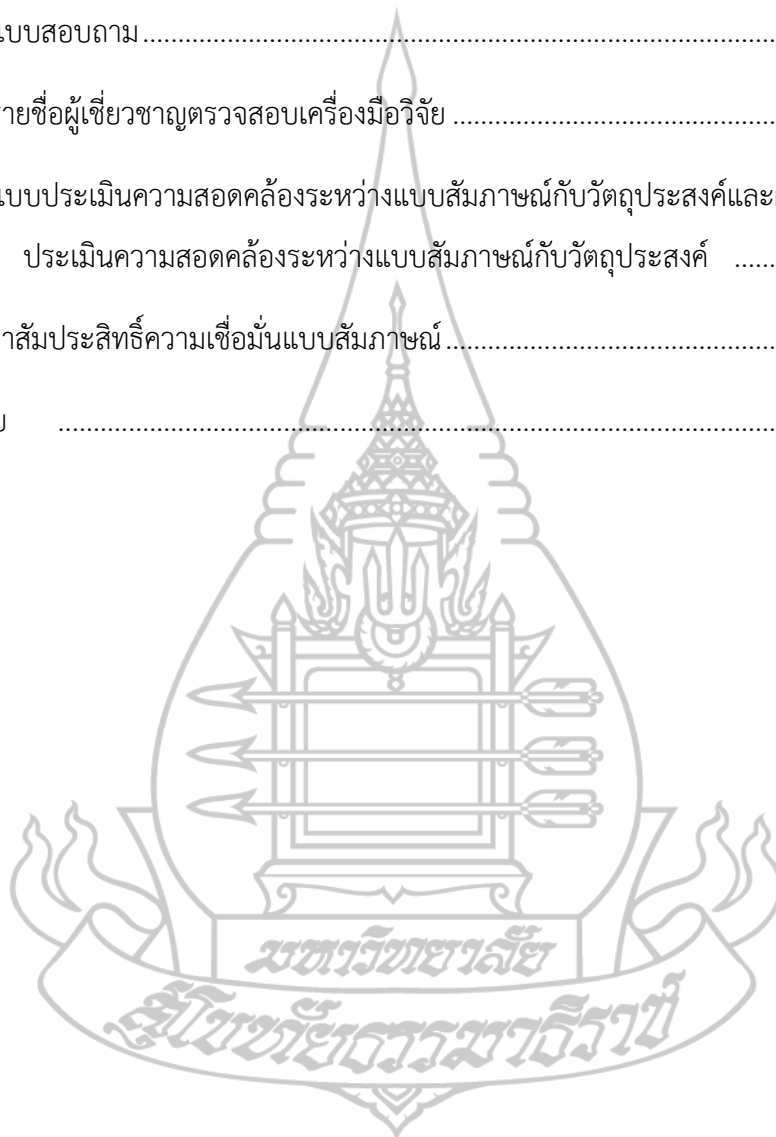 แบบสอบถาม
ายชื่อผู้เชี่ยวชาญตรวจสอบเครื่องมือวิจัย
แบบประเมินความสอดคล้องระหว่างแบบสัมภาษณ์กับวัตถุประสงค์และ
ประเมินความสอดคล้องระหว่างแบบสัมภาษณ์กับวัตถุประสงค์
าสัมประสิทธิ์ความเชื่อมั่นแบบสัมภาษณ์
มหาวิทยาลัย
สุโขทัยธรรมาธิราช